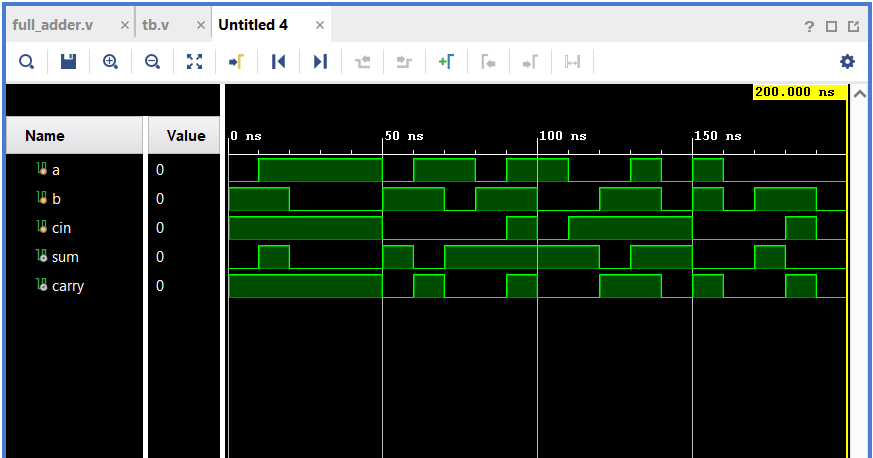 full_adder.v × tb.v × Untitled 4 × ?
200.000 ns
Name Value
0 ns 50 ns 100 ns 150 ns
a 0
b 0
cin 0
sum 0
carry 0